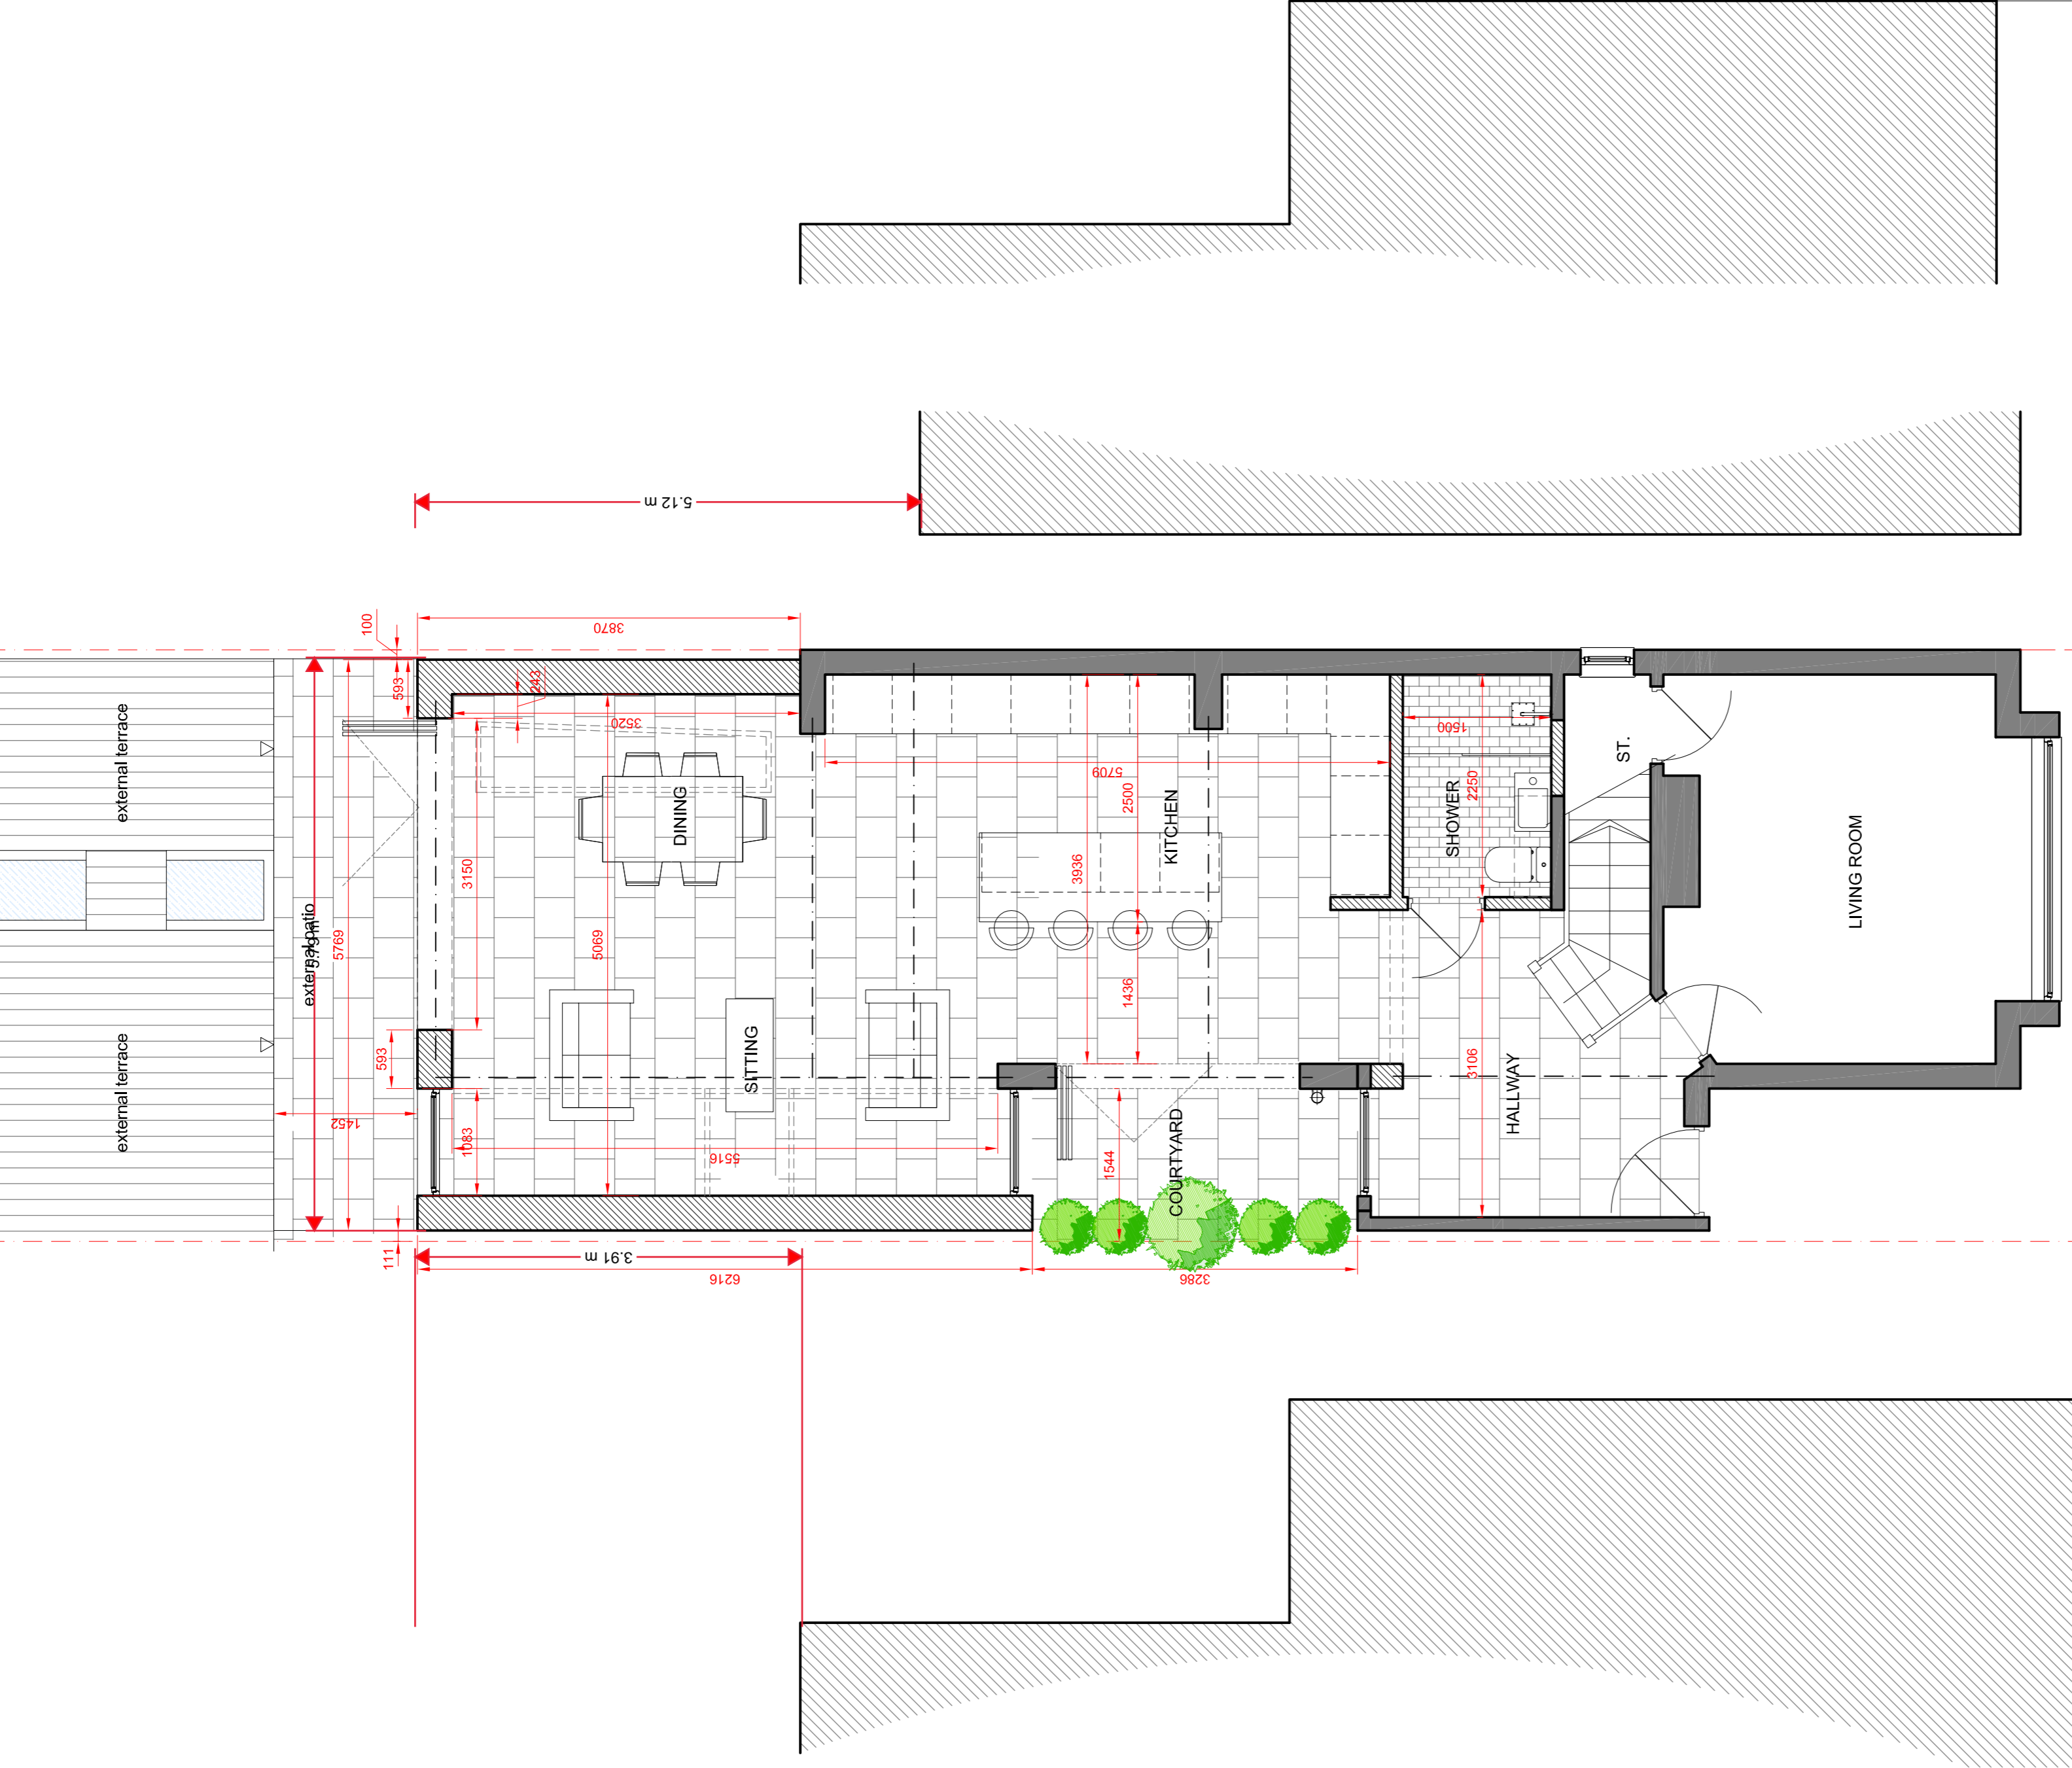 5.12 m
100
3870
593
243
3520
external terrace
5709
1500
ST.
DINING
2500
KITCHEN
SHOWER
2250
3150
3936
LIVING ROOM
external patio
5.79 m
5769
5069
1436
593
SITTING
3106
HALLWAY
external terrace
1452
1083
5516
1544
COURTYARD
111
3.91 m
6216
3286